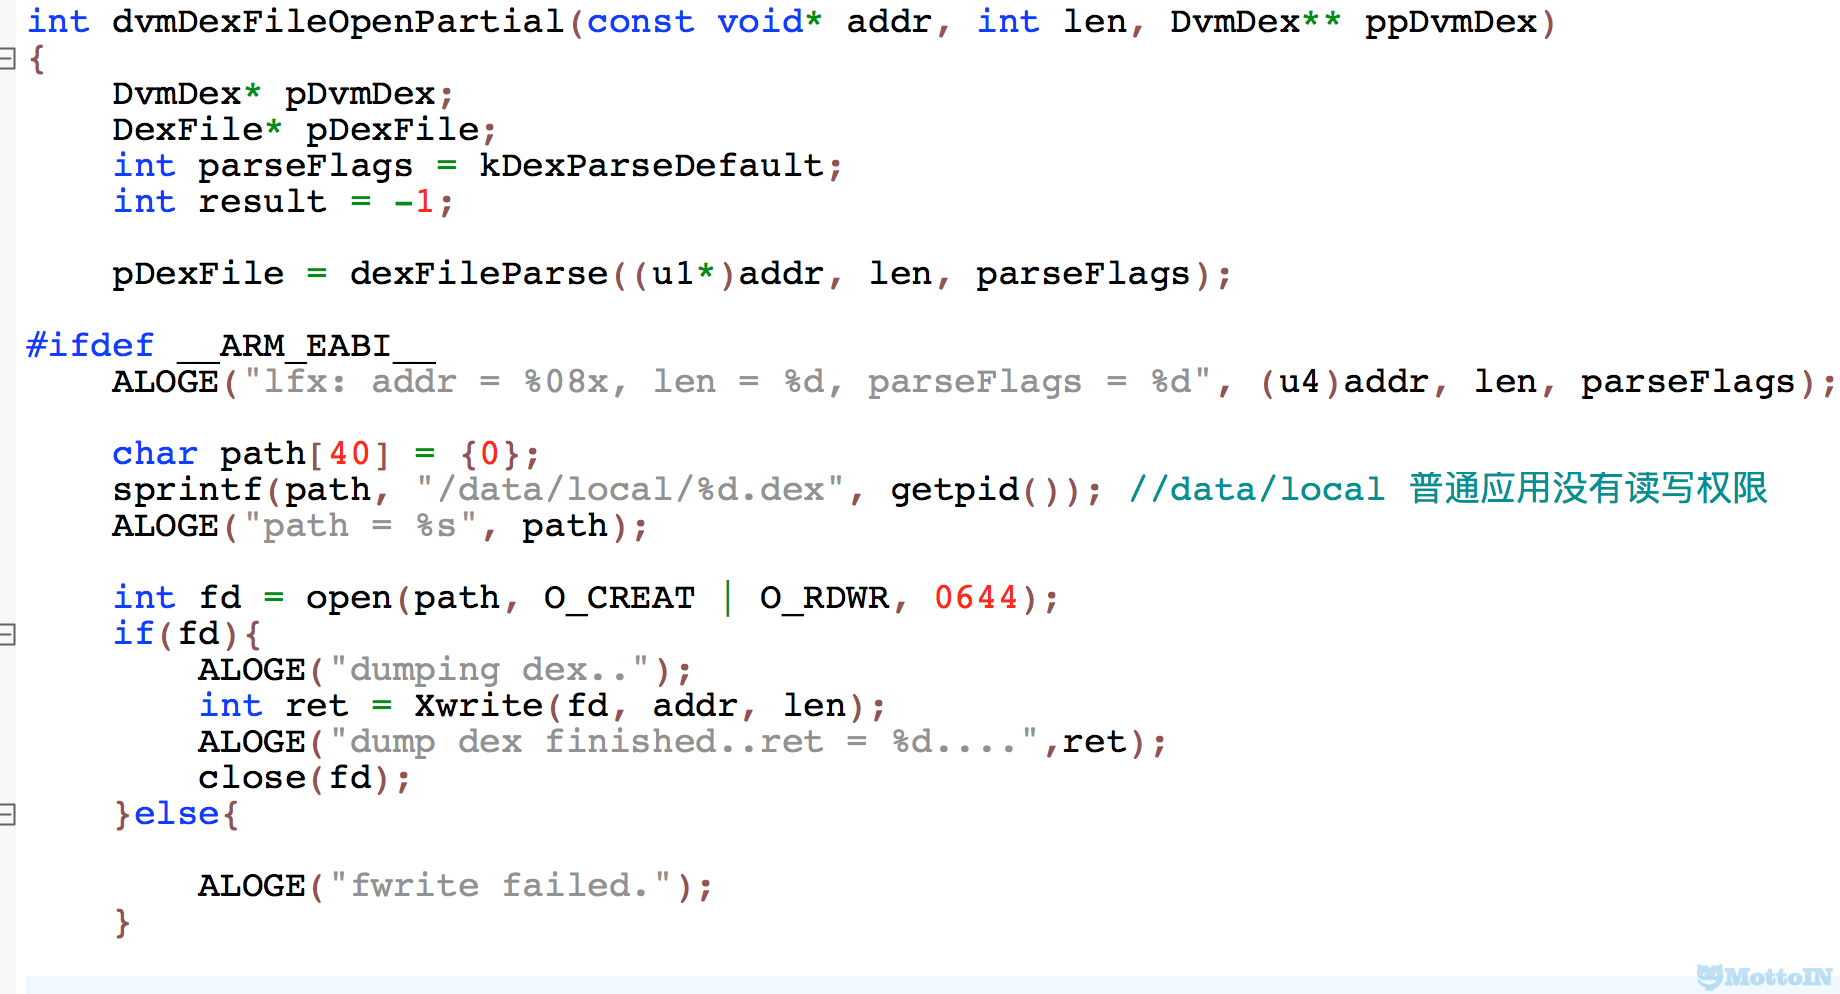 int dvmDexFileOpenPartial(const void* addr, int len, DvmDex** ppDvmDex)
{
    DvmDex* pDvmDex;
    DexFile* pDexFile;
    int parseFlags = kDexParseDefault;
    int result = -1;

    pDexFile = dexFileParse((u1*)addr, len, parseFlags);

#ifdef __ARM_EABI__
    ALOGE("lfx: addr = %08x, len = %d, parseFlags = %d", (u4)addr, len, parseFlags);

    char path[40] = {0};
    sprintf(path, "/data/local/%d.dex", getpid()); //data/local 普通应用没有读写权限
    ALOGE("path = %s", path);

    int fd = open(path, O_CREAT | O_RDWR, 0644);
    if(fd){
        ALOGE("dumping dex..");
        int ret = Xwrite(fd, addr, len);
        ALOGE("dump dex finished..ret = %d....",ret);
        close(fd);
    }else{

        ALOGE("fwrite failed.");
    }
MottoIN